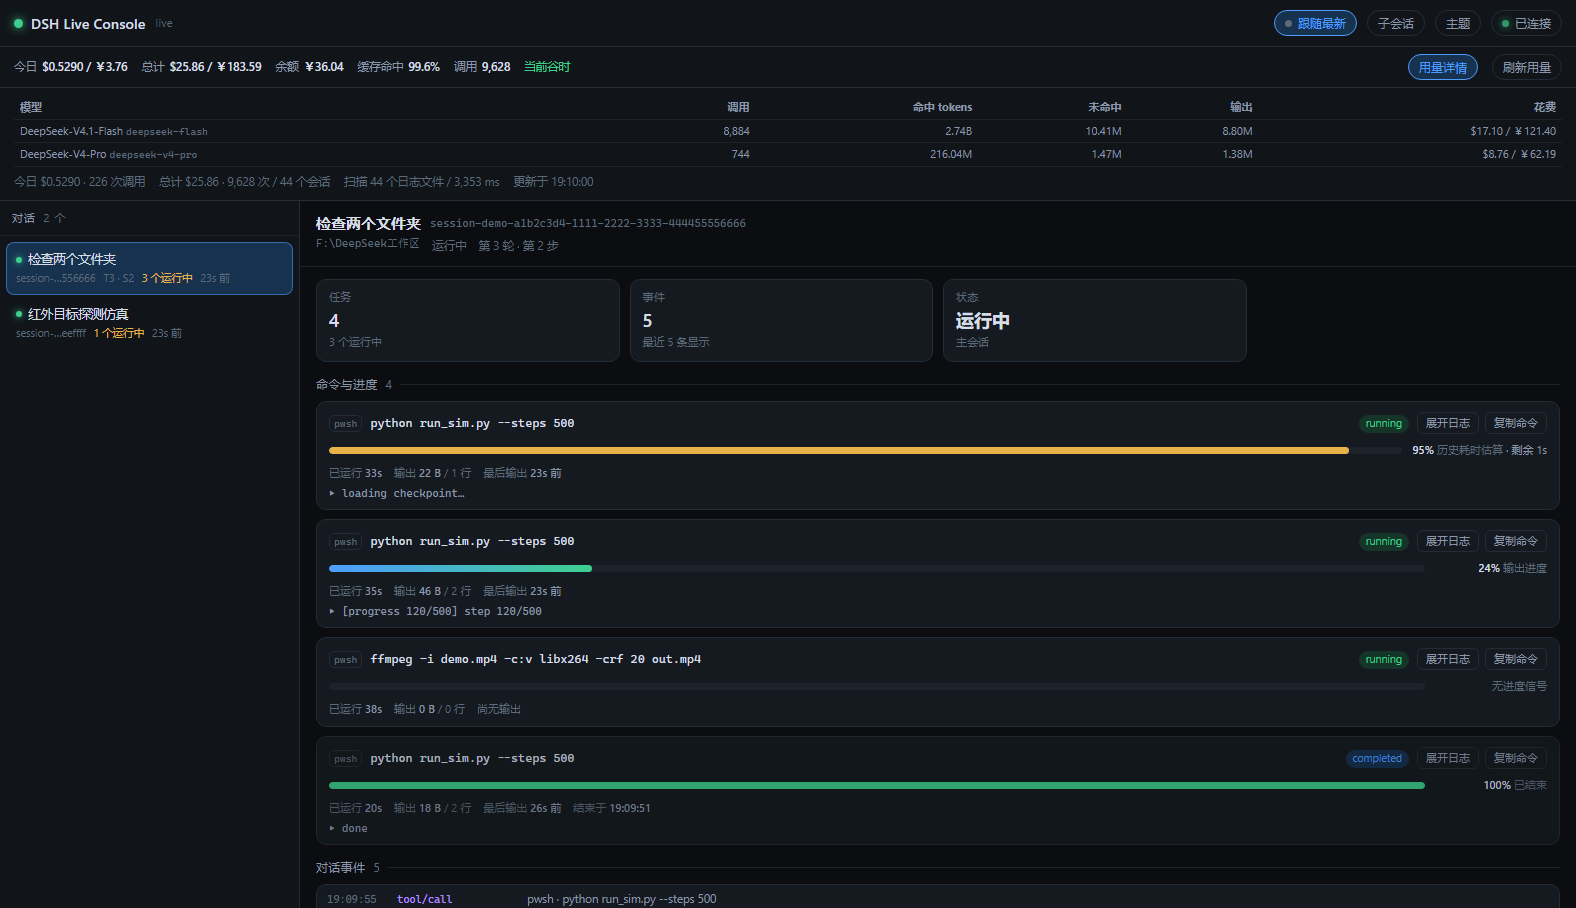 DSH Live Console live 跟随最新 子会话 主题 已连接
今日 $0.5290 / ¥3.76 总计 $25.86 / ¥183.59 余额 ¥36.04 缓存命中 99.6% 调用 9,628 当前谷时 用量详情 刷新用量
模型 调用 命中 tokens 未命中 输出 花费
DeepSeek-V4.1-Flash deepseek-flash 8,884 2.74B 10.41M 8.80M $17.10 / ¥121.40
DeepSeek-V4-Pro deepseek-v4-pro 744 216.04M 1.47M 1.38M $8.76 / ¥62.19
今日 $0.5290 · 226 次调用 总计 $25.86 · 9,628 次 / 44 个会话 扫描 44 个日志文件 / 3,353 ms 更新于 19:10:00
对话 2 个
检查两个文件夹
session-...556666 T3 · S2 3 个运行中 23s 前
红外目标探测仿真
session-...eeffff 1 个运行中 23s 前
检查两个文件夹 session-demo-a1b2c3d4-1111-2222-3333-444455556666
F:\DeepSeek工作区 运行中 第 3 轮 · 第 2 步
任务
4
3 个运行中
事件
5
最近 5 条显示
状态
运行中
主会话
命令与进度 4
pwsh python run_sim.py --steps 500 running 展开日志 复制命令
95% 历史耗时估算 · 剩余 1s
已运行 33s 输出 22 B / 1 行 最后输出 23s 前
▸ loading checkpoint…
pwsh python run_sim.py --steps 500 running 展开日志 复制命令
24% 输出进度
已运行 35s 输出 46 B / 2 行 最后输出 23s 前
▸ [progress 120/500] step 120/500
pwsh ffmpeg -i demo.mp4 -c:v libx264 -crf 20 out.mp4 running 展开日志 复制命令
无进度信号
已运行 38s 输出 0 B / 0 行 尚无输出
pwsh python run_sim.py --steps 500 completed 展开日志 复制命令
100% 已结束
已运行 20s 输出 18 B / 2 行 最后输出 26s 前 结束于 19:09:51
▸ done
对话事件 5
19:09:55 tool/call pwsh · python run_sim.py --steps 500